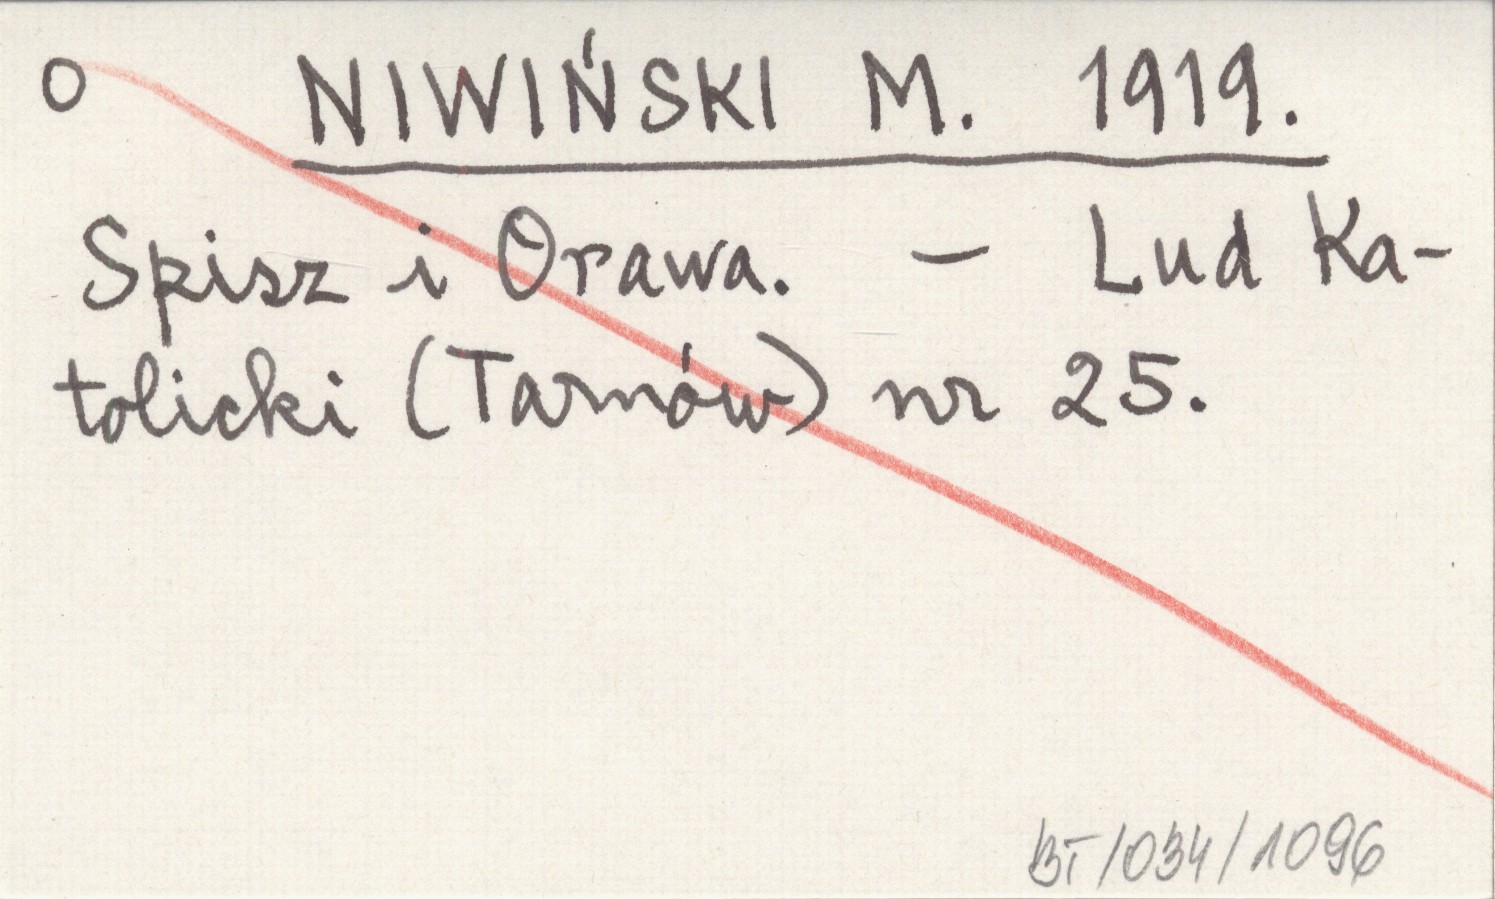 O NIWIŃSKI M. 1919.
Spisz i Orawa. – Lud Ka-
tolicki (Tarnów) nr 25.
BT/034/1096